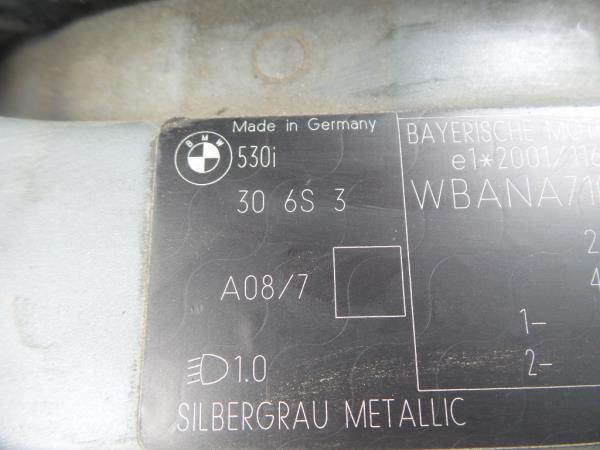 Made in Germany
BMW
530i
30 6S 3
A08/7
1.0
SILBERGRAU METALLIC
BAYERISCHE
e1*2001/116
WBANA71
2
4
1-
2-